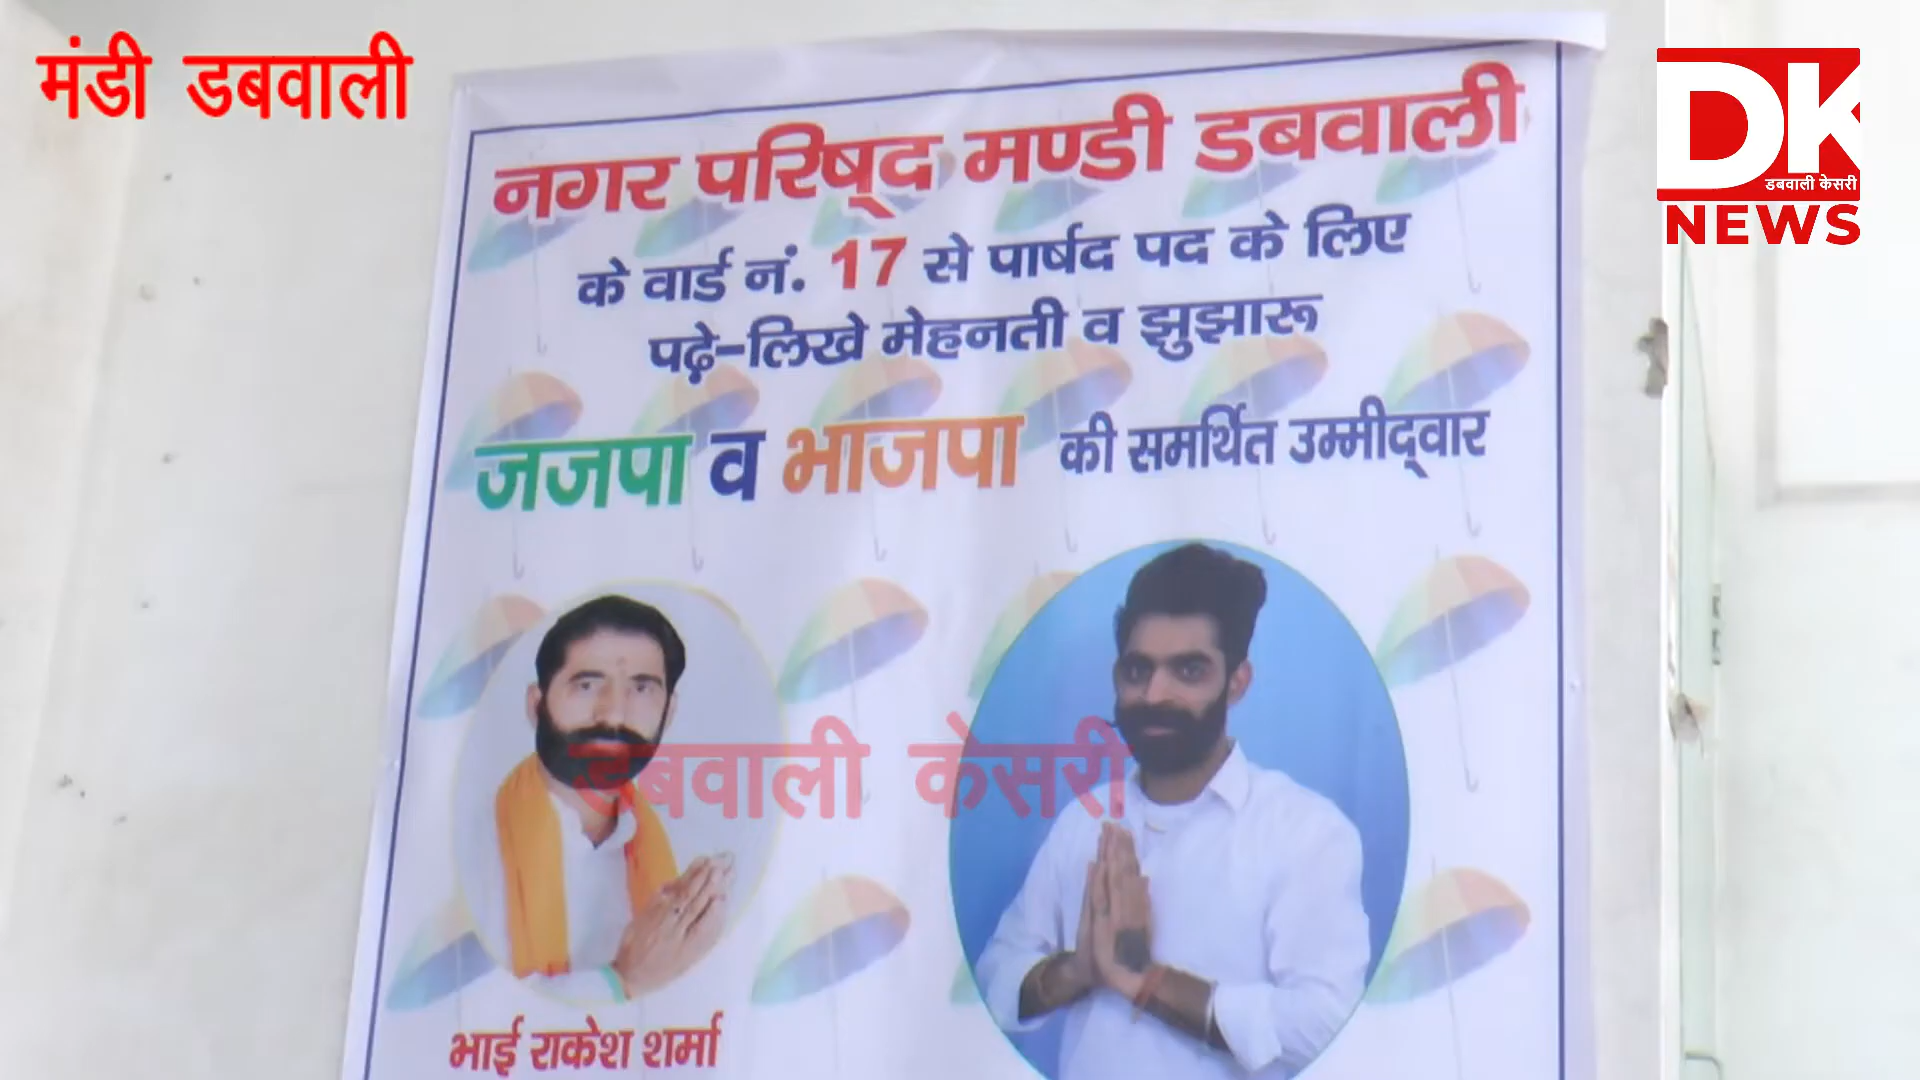 मंडी डबवाली
DK
डबवाली केसरी
NEWS
नगर परिष्द मण्डी डबवाली
के वार्ड नं. 17 से पार्षद पद के लिए
पढ़े-लिखे मेहनती व झुझारू
जजपा व भाजपा की समर्थित उम्मीद्वार
डबवाली केसरी
भाई राकेश शर्मा